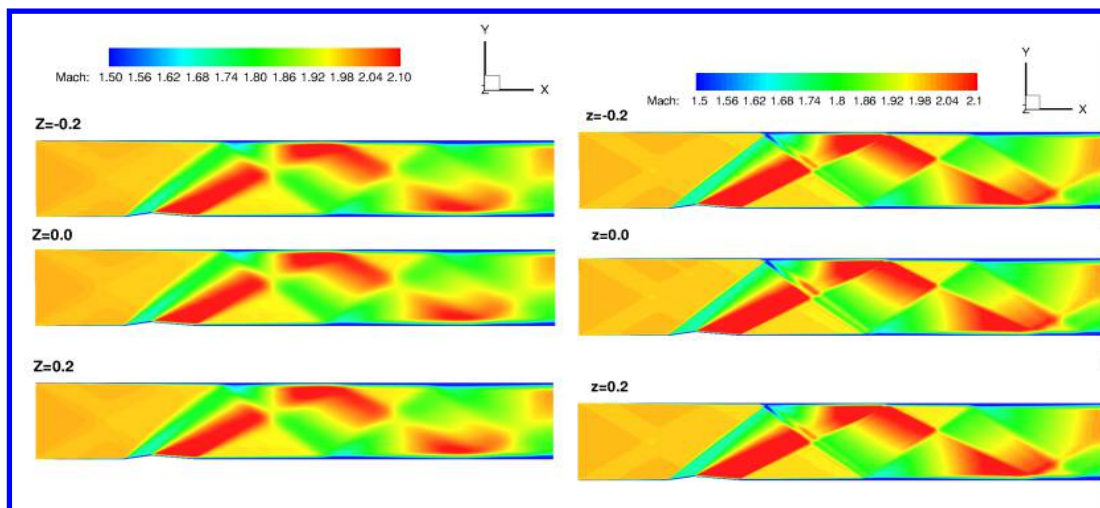 Mach: 1.50 1.56 1.62 1.68 1.74 1.80 1.86 1.92 1.98 2.04 2.10
Y
Z X
Z=-0.2
Z=0.0
Z=0.2
Mach: 1.5 1.56 1.62 1.68 1.74 1.8 1.86 1.92 1.98 2.04 2.1
Y
Z X
z=-0.2
z=0.0
z=0.2